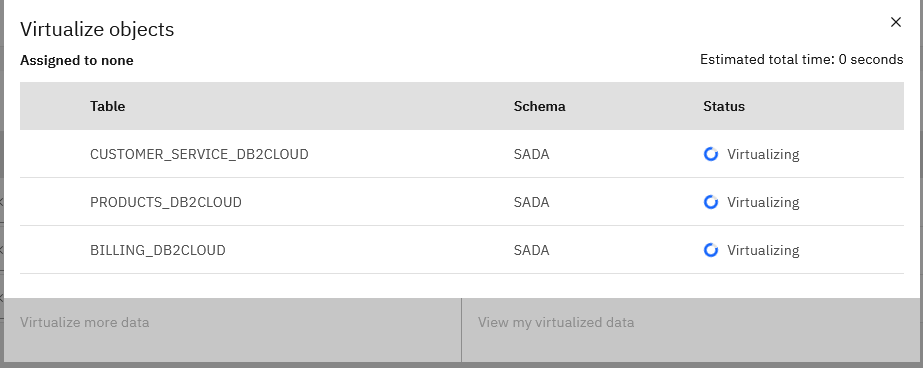 Virtualize objects
Assigned to none
Estimated total time: 0 seconds
Table Schema Status
CUSTOMER_SERVICE_DB2CLOUD SADA Virtualizing
PRODUCTS_DB2CLOUD SADA Virtualizing
BILLING_DB2CLOUD SADA Virtualizing
Virtualize more data
View my virtualized data